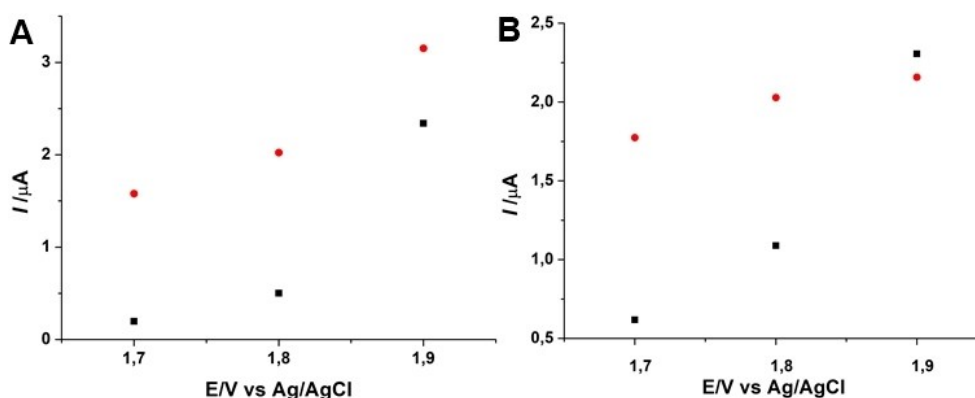 A
3
2
1
0
I /μA
1,7
1,8
1,9
E/V vs Ag/AgCl
B
2,5
2,0
1,5
1,0
0,5
I /μA
1,7
1,8
1,9
E/V vs Ag/AgCl